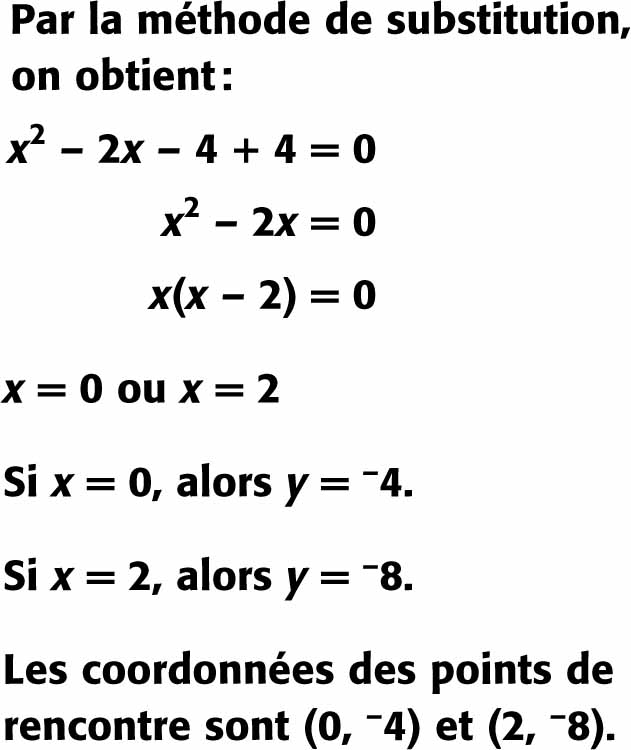 Par la méthode de substitution,
on obtient :
x² – 2x – 4 + 4 = 0
x² – 2x = 0
x(x – 2) = 0
x = 0 ou x = 2
Si x = 0, alors y = ⁻4.
Si x = 2, alors y = ⁻8.
Les coordonnées des points de
rencontre sont (0, ⁻4) et (2, ⁻8).